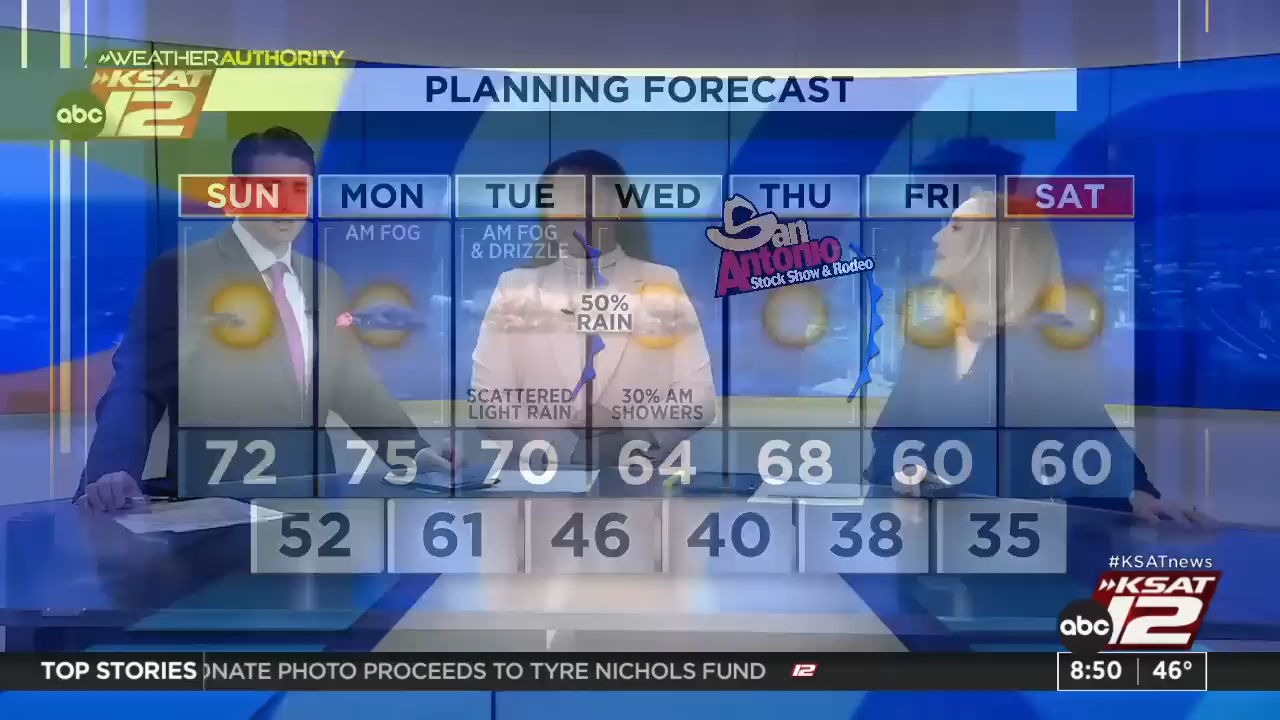 WEATHERAUTHORITY
KSAT
abc 12
PLANNING FORECAST
SUN MON TUE WED THU FRI SAT
AM FOG
AM FOG
& DRIZZLE
San
Antonio
Stock Show & Rodeo
50%
RAIN
SCATTERED
LIGHT RAIN
30% AM
SHOWERS
72 75 70 64 68 60 60
52 61 46 40 38 35
#KSATnews
KSAT
abc 12
TOP STORIES ONATE PHOTO PROCEEDS TO TYRE NICHOLS FUND 12
8:50 46°